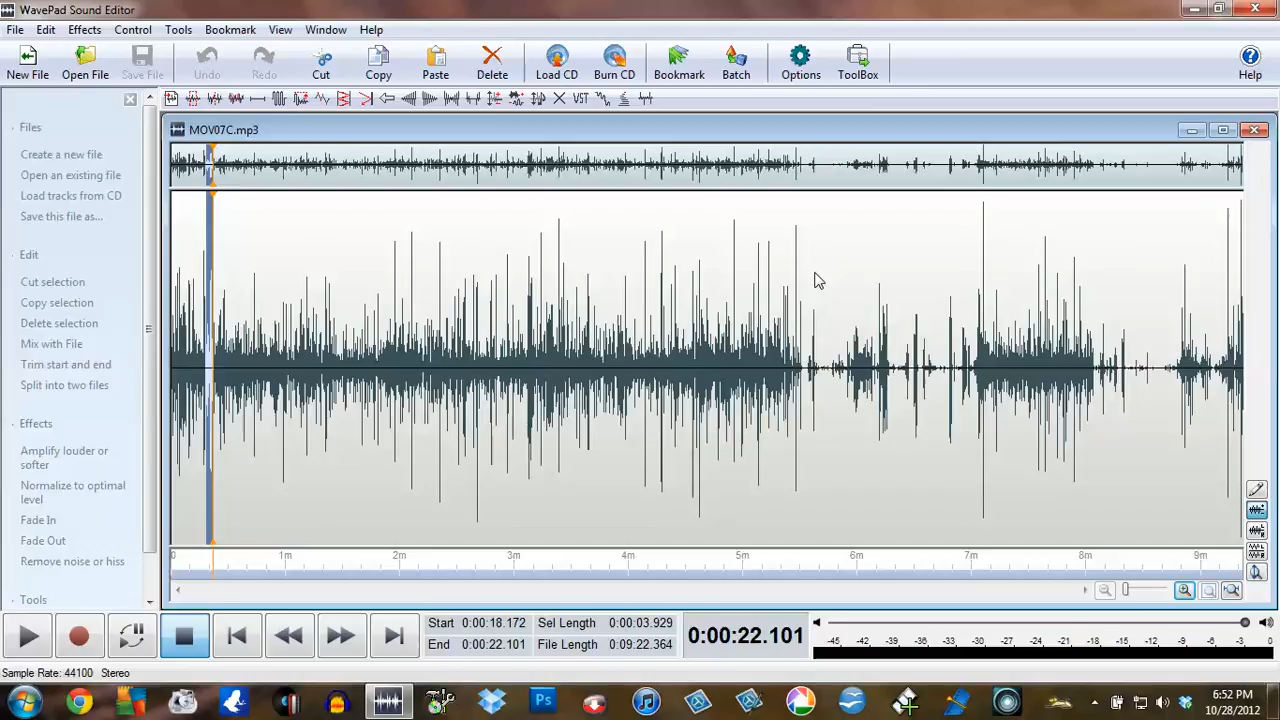 WavePad Sound Editor
File Edit Effects Control Tools Bookmark View Window Help
New File Open File Save File Undo Redo Cut Copy Paste Delete Load CD Burn CD Bookmark Batch Options ToolBox Help
VST
MOV07C.mp3
Files
Create a new file
Open an existing file
Load tracks from CD
Save this file as...
Edit
Cut selection
Copy selection
Delete selection
Mix with File
Trim start and end
Split into two files
Effects
Amplify louder or
softer
Normalize to optimal
level
Fade In
Fade Out
Remove noise or hiss
Tools
0 1m 2m 3m 4m 5m 6m 7m 8m 9m
Start 0:00:18.172 Sel Length 0:00:03.929
End 0:00:22.101 File Length 0:09:22.364
0:00:22.101
-45 -42 -39 -36 -33 -30 -27 -24 -21 -18 -15 -12 -9 -6 -3 0
Sample Rate: 44100 Stereo
Ps
6:52 PM
10/28/2012